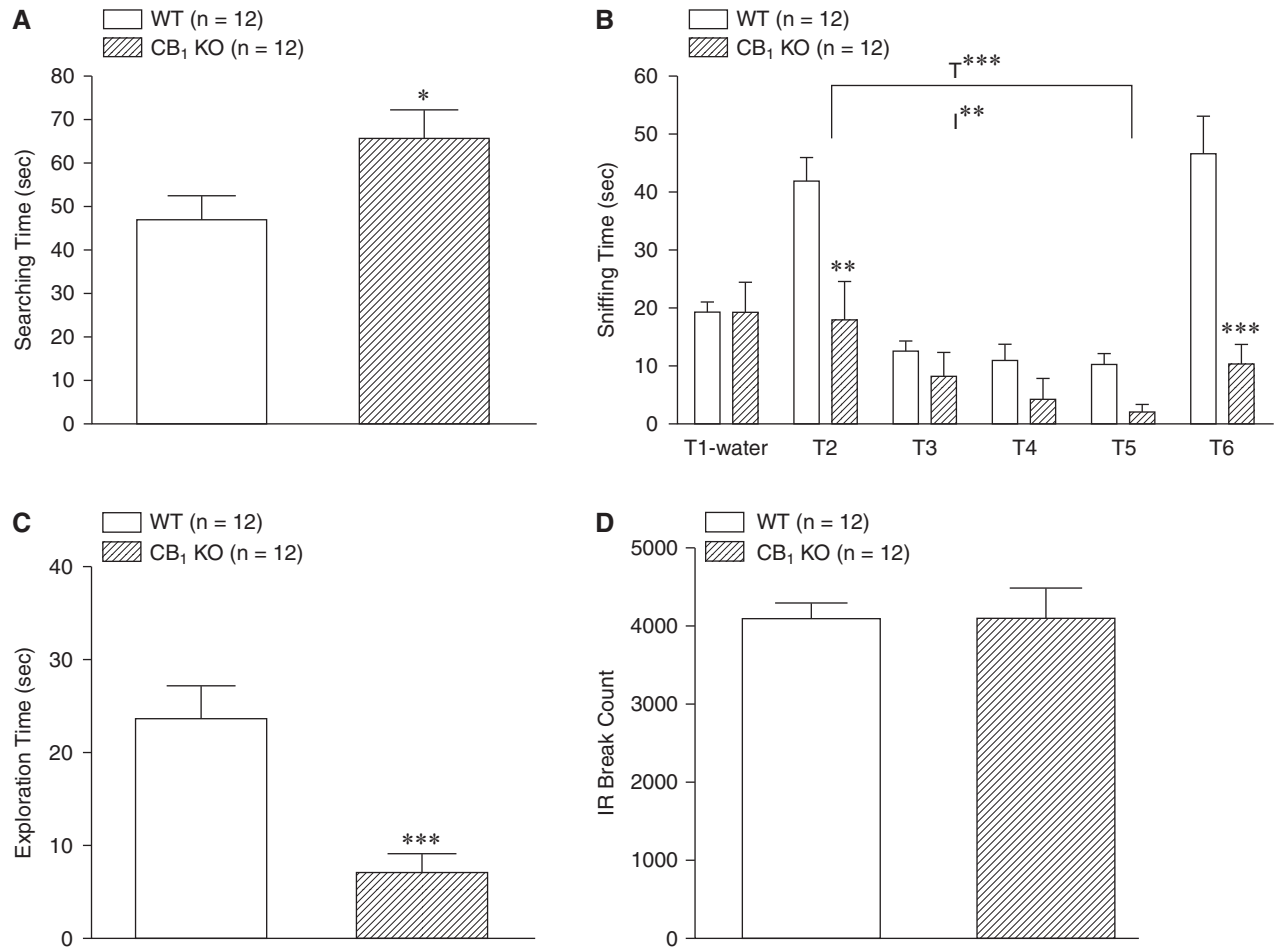 A
WT (n = 12)
CB₁ KO (n = 12)
Searching Time (sec)
80
70
60
50
40
30
20
10
0
*
B
WT (n = 12)
CB₁ KO (n = 12)
Sniffing Time (sec)
60
50
40
30
20
10
0
T***
I**
**
***
T1-water T2 T3 T4 T5 T6
C
WT (n = 12)
CB₁ KO (n = 12)
Exploration Time (sec)
40
30
20
10
0
***
D
WT (n = 12)
CB₁ KO (n = 12)
IR Break Count
5000
4000
3000
2000
1000
0